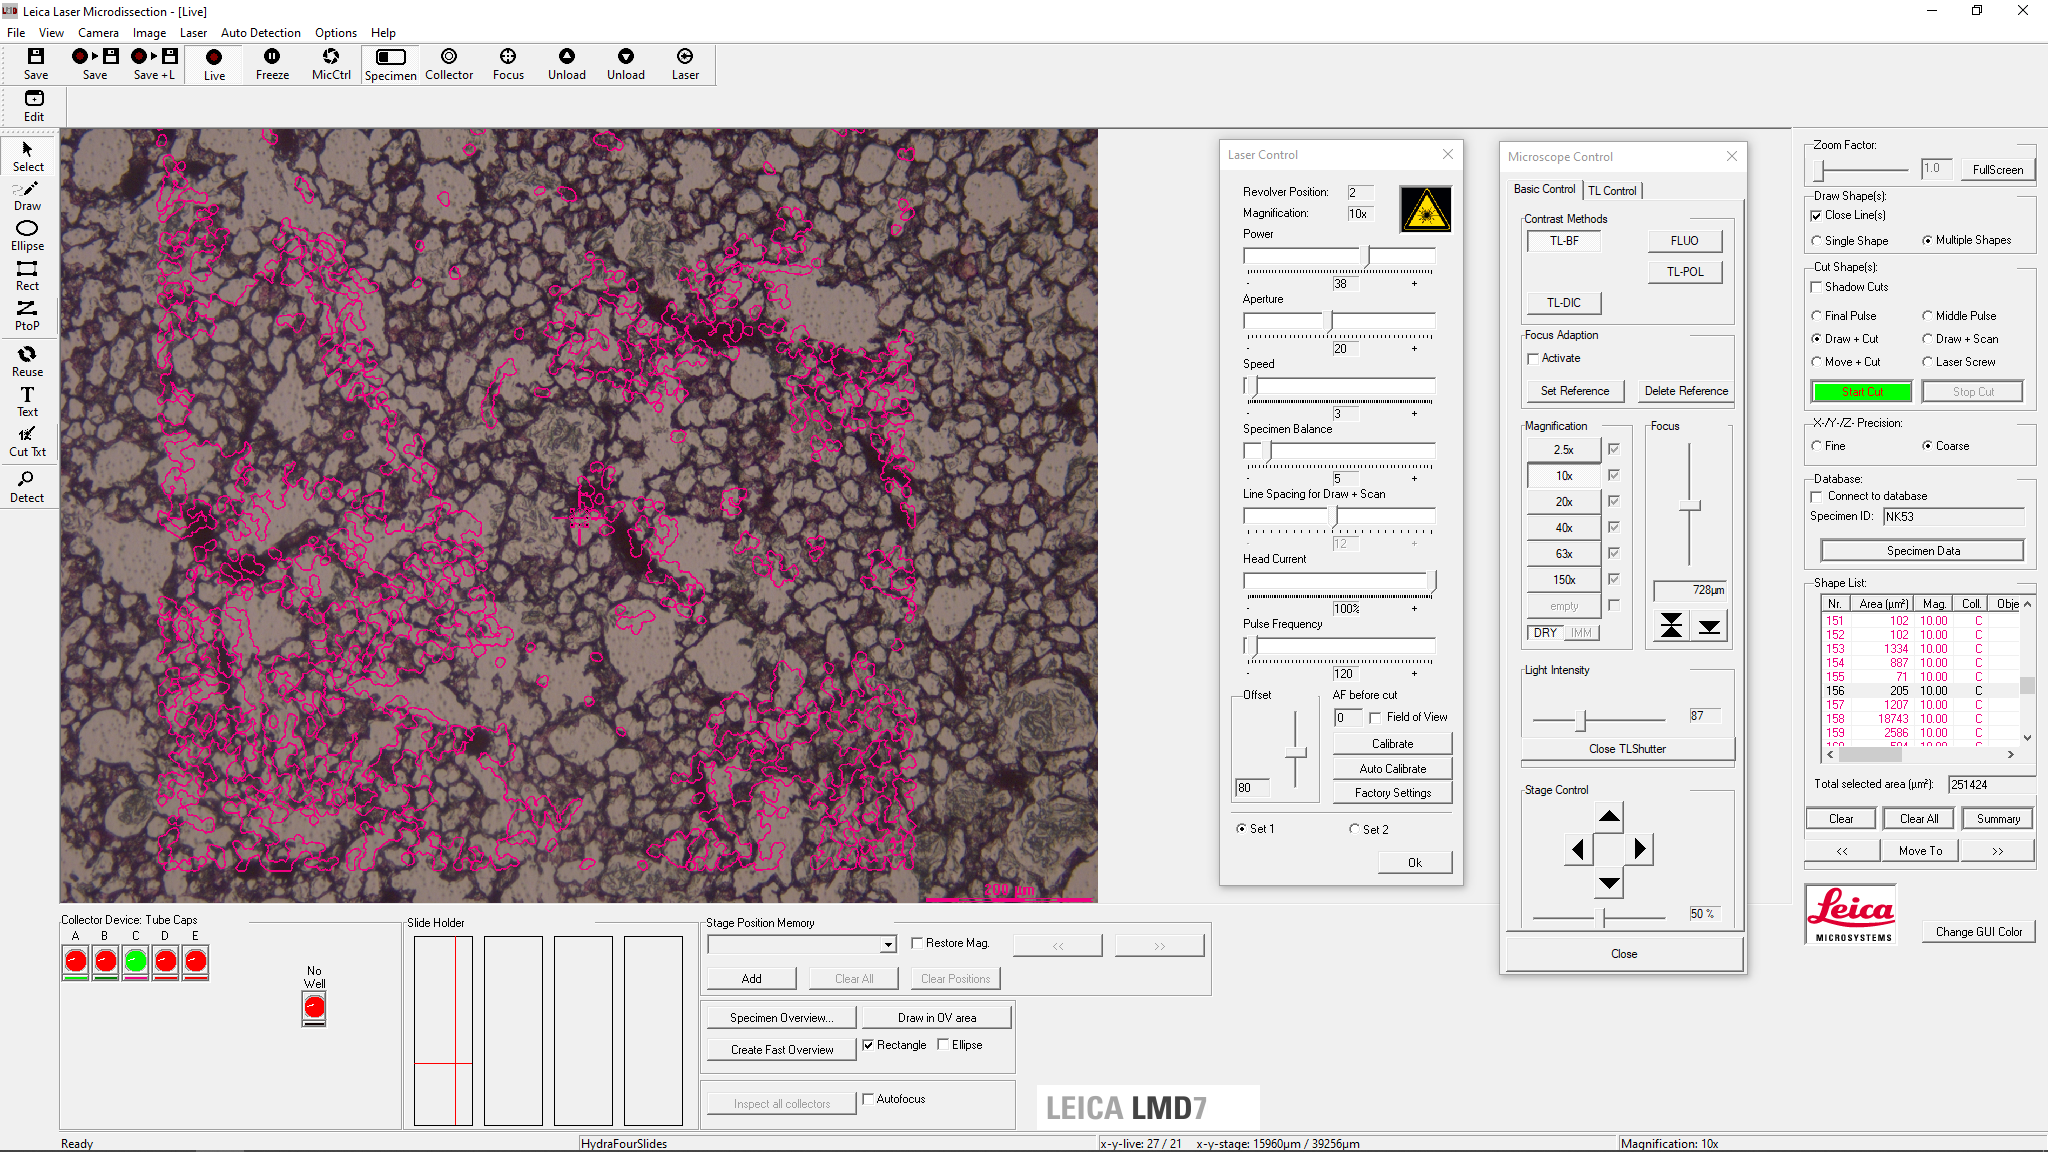 Leica Laser Microdissection - [Live]
File View Camera Image Laser Auto Detection Options Help
Save Save Save +L Live Freeze MicCtrl Specimen Collector Focus Unload Unload Laser
Edit
Select
Draw
Ellipse
Rect
PtoP
Reuse
Text
Cut Txt
Detect
200 µm
Laser Control
Revolver Position: 2
Magnification: 10x
Power
- 38 +
Aperture
- 20 +
Speed
- 3 +
Specimen Balance
- 5 +
Line Spacing for Draw + Scan
- 12 +
Head Current
- 100% +
Pulse Frequency
- 120 +
Offset
80
AF before cut
0 Field of View
Calibrate
Auto Calibrate
Factory Settings
Set 1 Set 2
Ok
Microscope Control
Basic Control TL Control
Contrast Methods
TL-BF FLUO
TL-POL
TL-DIC
Focus Adaption
Activate
Set Reference Delete Reference
Magnification
2.5x
10x
20x
40x
63x
150x
empty
DRY IMM
Focus
728µm
Light Intensity
87
Close TLShutter
Stage Control
50 %
Close
Zoom Factor:
1.0 FullScreen
Draw Shape(s):
Close Line(s)
Single Shape Multiple Shapes
Cut Shape(s):
Shadow Cuts
Final Pulse Middle Pulse
Draw + Cut Draw + Scan
Move + Cut Laser Screw
Start Cut Stop Cut
X-/Y-/Z- Precision:
Fine Coarse
Database:
Connect to database
Specimen ID: NK53
Specimen Data
Shape List:
Nr. Area (µm²) Mag. Coll. Obje
151 102 10.00 C
152 102 10.00 C
153 1334 10.00 C
154 887 10.00 C
155 71 10.00 C
156 205 10.00 C
157 1207 10.00 C
158 18743 10.00 C
159 2586 10.00 C
Total selected area (µm²): 251424
Clear Clear All Summary
<< Move To >>
Leica
MICROSYSTEMS
Change GUI Color
Collector Device: Tube Caps
A B C D E
No
Well
Slide Holder
Stage Position Memory
Restore Mag. << >>
Add Clear All Clear Positions
Specimen Overview... Draw in OV area
Create Fast Overview Rectangle Ellipse
Inspect all collectors Autofocus
LEICA LMD7
Ready HydraFourSlides x-y-live: 27 / 21 x-y-stage: 15960µm / 39256µm Magnification: 10x